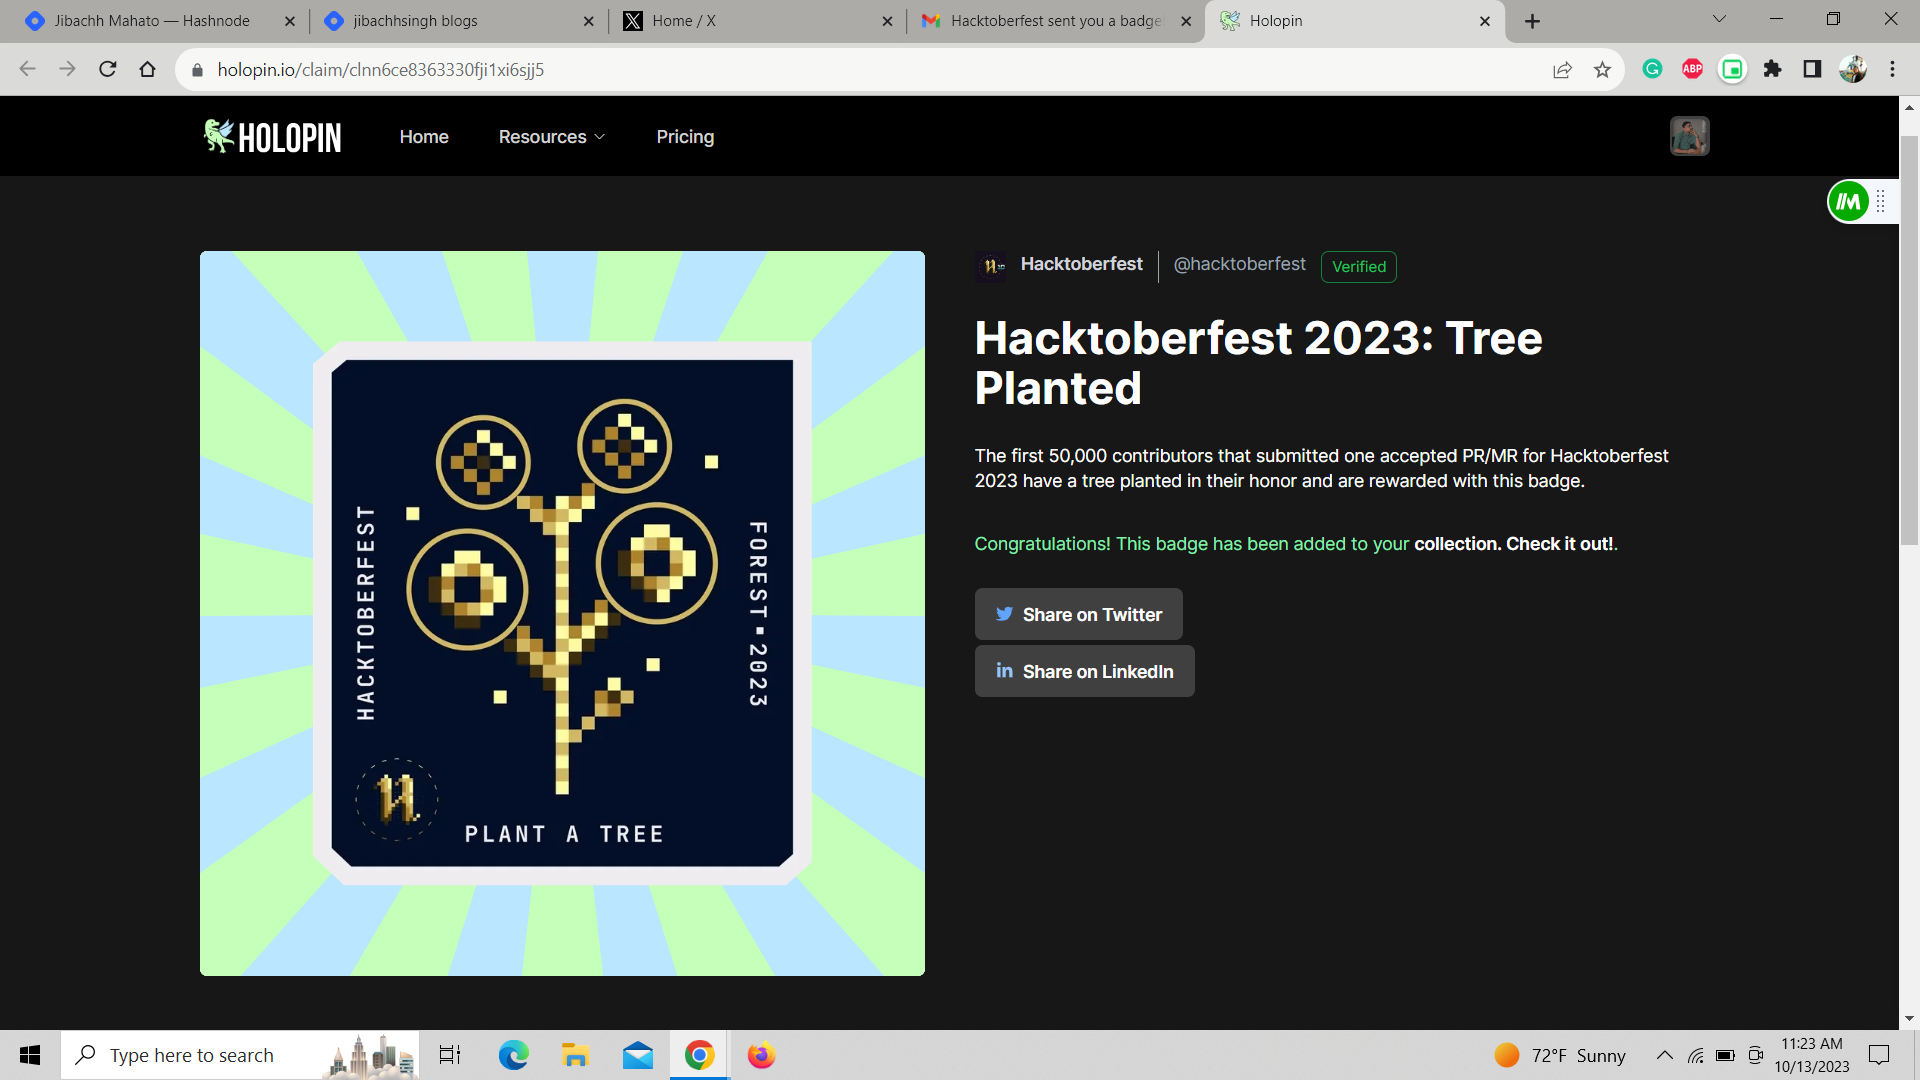 Jibachh Mahato — Hashnode
jibachhsingh blogs
Home / X
Hacktoberfest sent you a badge
Holopin
holopin.io/claim/clnn6ce8363330fji1xi6sjj5
ABP
HOLOPIN
Home
Resources
Pricing
Hacktoberfest
@hacktoberfest
Verified
Hacktoberfest 2023: Tree
Planted
The first 50,000 contributors that submitted one accepted PR/MR for Hacktoberfest
2023 have a tree planted in their honor and are rewarded with this badge.
Congratulations! This badge has been added to your collection. Check it out!.
Share on Twitter
Share on LinkedIn
HACKTOBERFEST
FOREST▪2023
PLANT A TREE
Type here to search
72°F Sunny
11:23 AM
10/13/2023